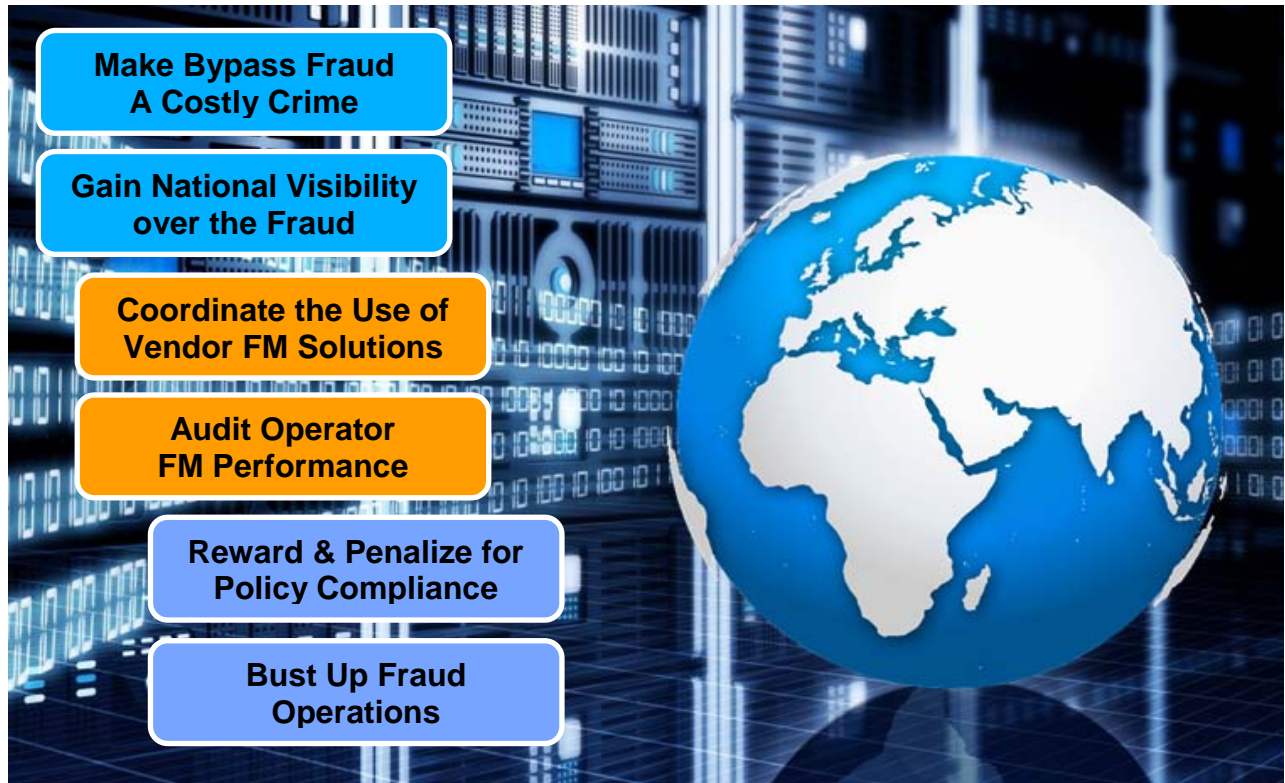 Make Bypass Fraud
A Costly Crime
Gain National Visibility
over the Fraud
Coordinate the Use of
Vendor FM Solutions
Audit Operator
FM Performance
Reward & Penalize for
Policy Compliance
Bust Up Fraud
Operations